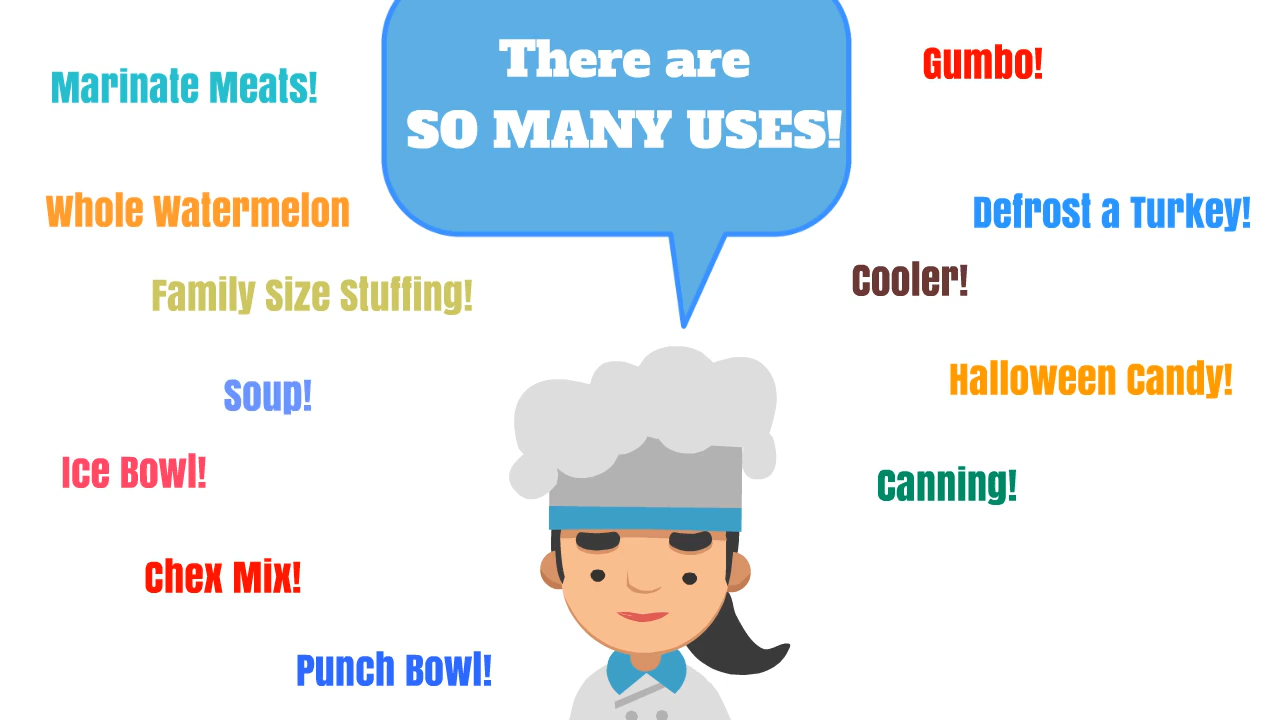 There are
SO MANY USES!
Marinate Meats!
Whole Watermelon
Family Size Stuffing!
Soup!
Ice Bowl!
Chex Mix!
Punch Bowl!
Gumbo!
Defrost a Turkey!
Cooler!
Halloween Candy!
Canning!